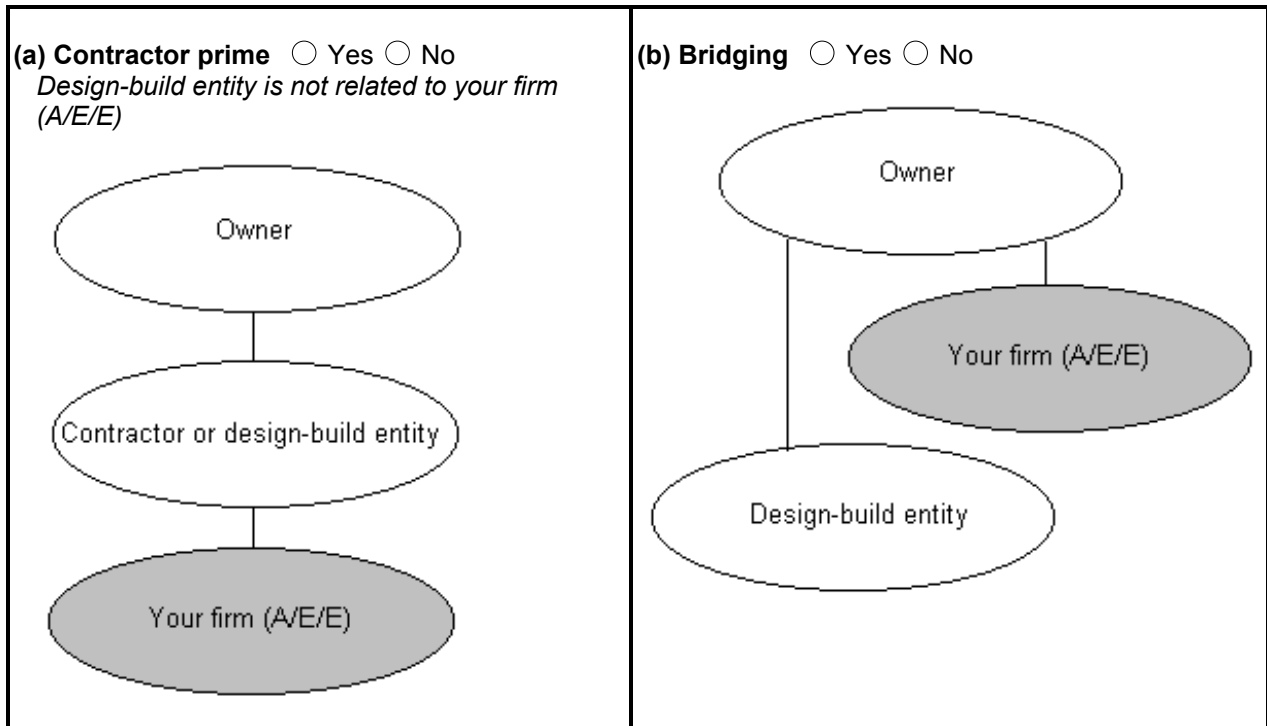 (a) Contractor prime ○ Yes ○ No
Design-build entity is not related to your firm
(A/E/E)
Owner
Contractor or design-build entity
Your firm (A/E/E)
(b) Bridging ○ Yes ○ No
Owner
Your firm (A/E/E)
Design-build entity